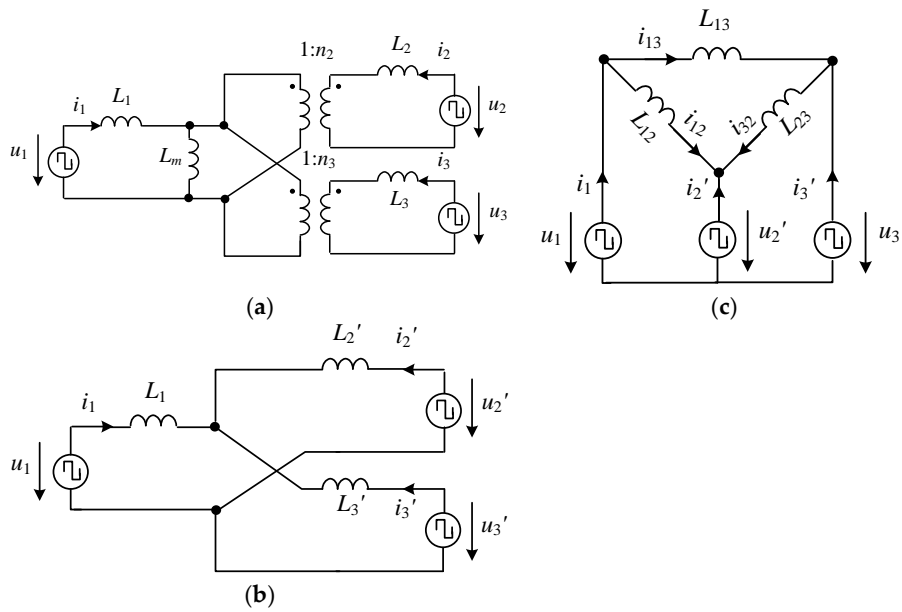 1:n₂
L₂
i₂
u₂
i₁
L₁
u₁
Lₘ
1:n₃
i₃
L₃
u₃
(a)
L₁₃
i₁₃
L₁₂
i₁₂
i₃₂
L₂₃
i₁
i₂'
i₃'
u₁
u₂'
u₃
(c)
L₂'
i₂'
u₂'
i₁
L₁
u₁
L₃'
i₃'
u₃'
(b)